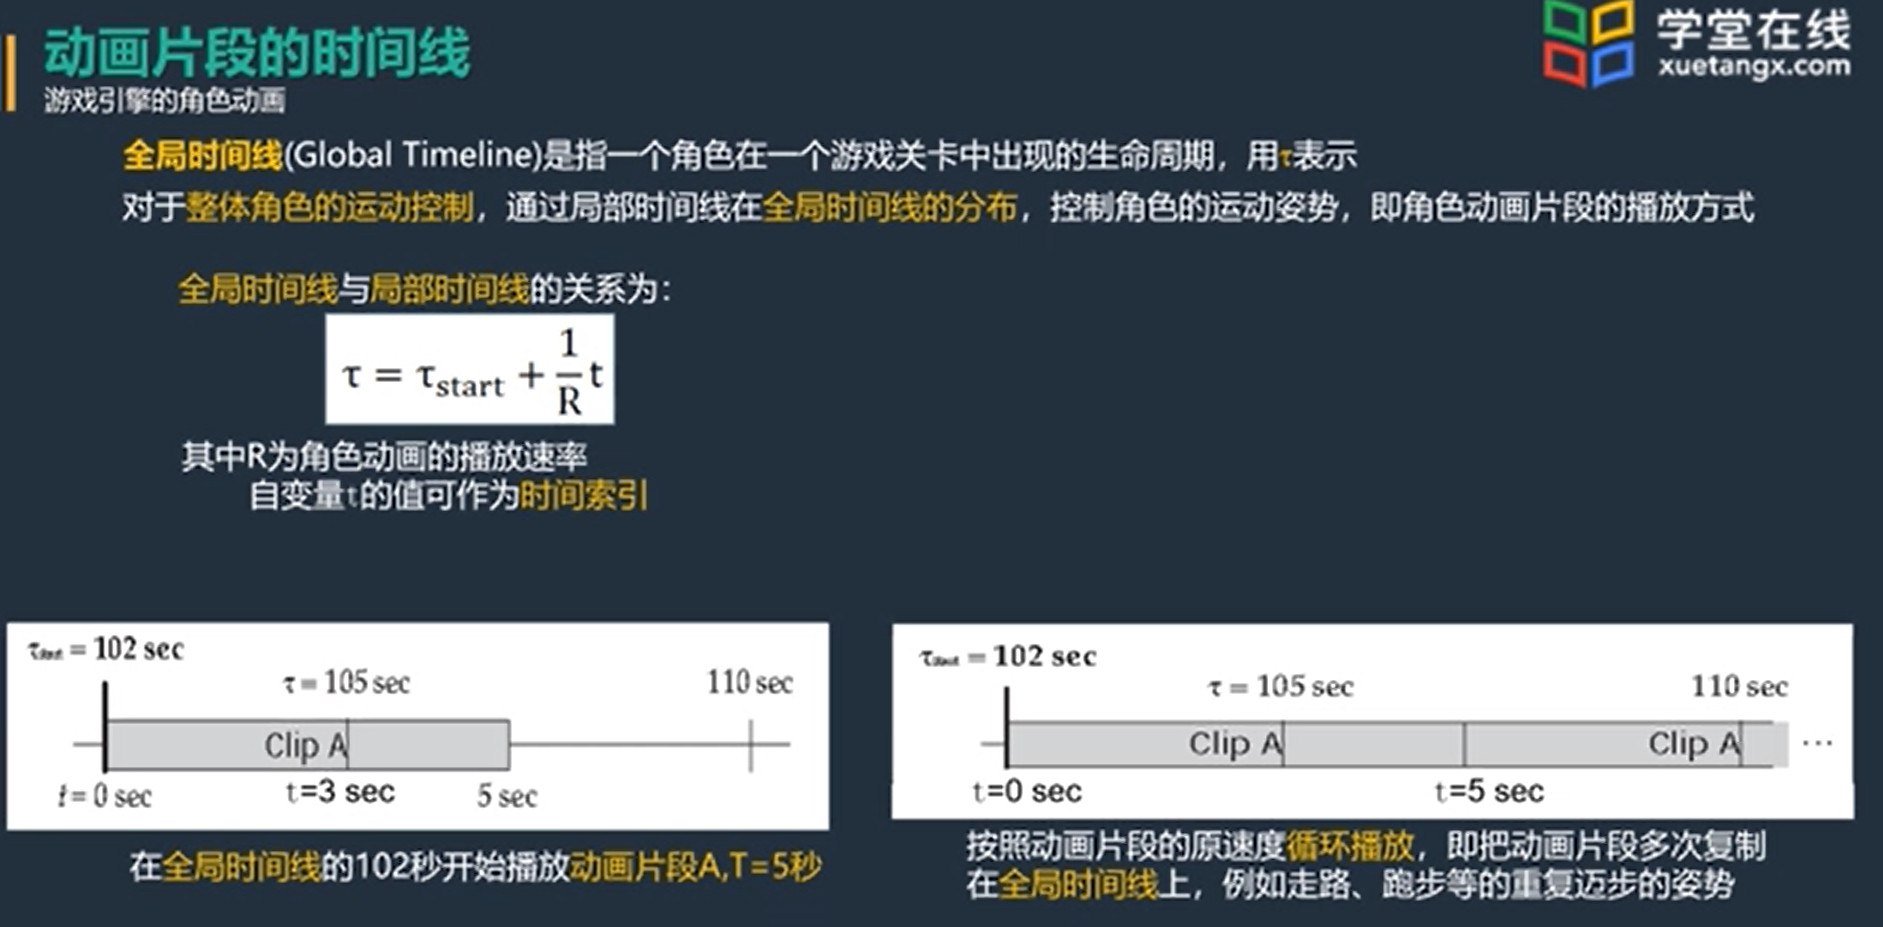 动画片段的时间线
游戏引擎的角色动画
学堂在线
xuetangx.com
全局时间线(Global Timeline)是指一个角色在一个游戏关卡中出现的生命周期，用τ表示
对于整体角色的运动控制，通过局部时间线在全局时间线的分布，控制角色的运动姿势，即角色动画片段的播放方式
全局时间线与局部时间线的关系为：
τ = τstart + 1/R t
其中R为角色动画的播放速率
自变量t的值可作为时间索引
τstart = 102 sec
τ = 105 sec
110 sec
Clip A
t = 0 sec
t=3 sec
5 sec
在全局时间线的102秒开始播放动画片段A,T=5秒
τstart = 102 sec
τ = 105 sec
110 sec
Clip A
Clip A
...
t=0 sec
t=5 sec
按照动画片段的原速度循环播放，即把动画片段多次复制
在全局时间线上，例如走路、跑步等的重复迈步的姿势